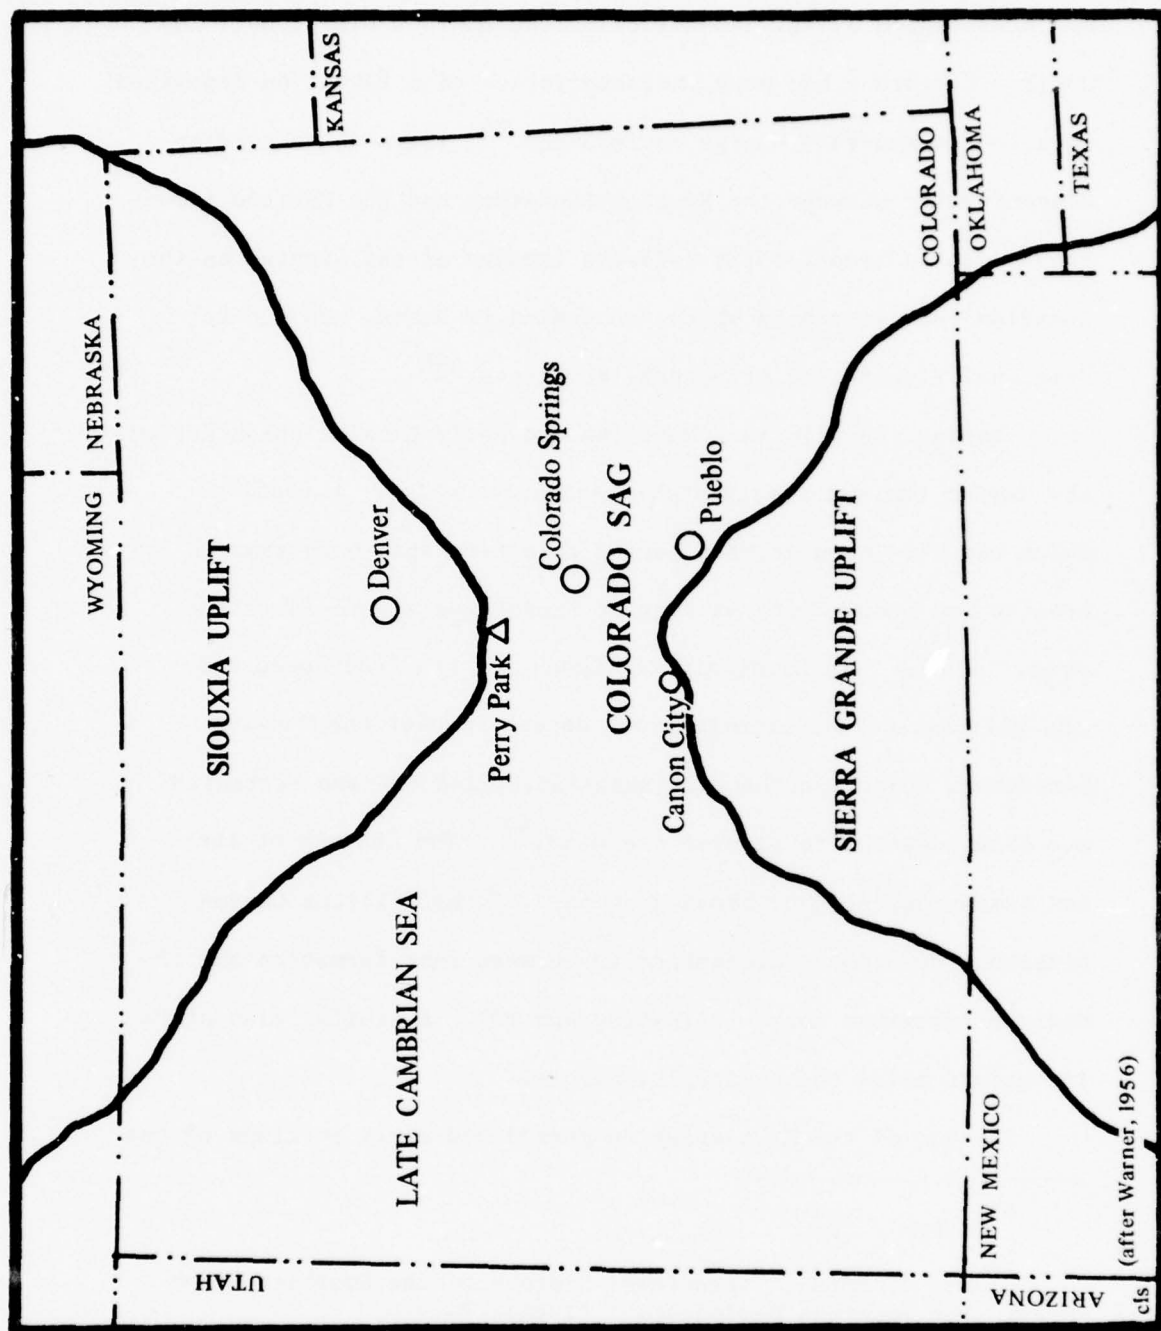 WYOMING
NEBRASKA
KANSAS
SIOUXIA UPLIFT
UTAH
Denver
LATE CAMBRIAN SEA
Perry Park
Colorado Springs
COLORADO SAG
Canon City
Pueblo
SIERRA GRANDE UPLIFT
COLORADO
NEW MEXICO
OKLAHOMA
ARIZONA
TEXAS
cls
(after Warner, 1956)